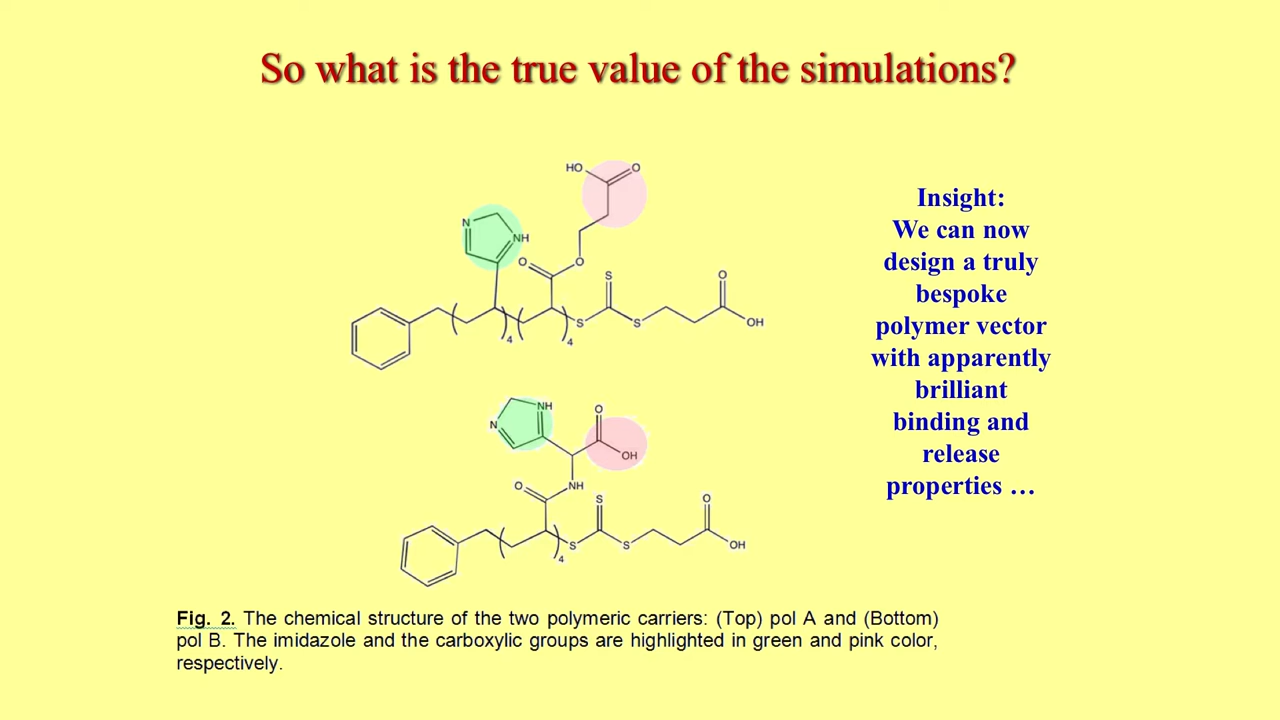 So what is the true value of the simulations?
HO
O
N
NH
O
O
S
O
4
4
S
S
OH
Insight:
We can now
design a truly
bespoke
polymer vector
with apparently
brilliant
binding and
release
properties …
NH
N
O
OH
O
NH
S
O
4
S
S
OH
Fig. 2. The chemical structure of the two polymeric carriers: (Top) pol A and (Bottom)
pol B. The imidazole and the carboxylic groups are highlighted in green and pink color,
respectively.